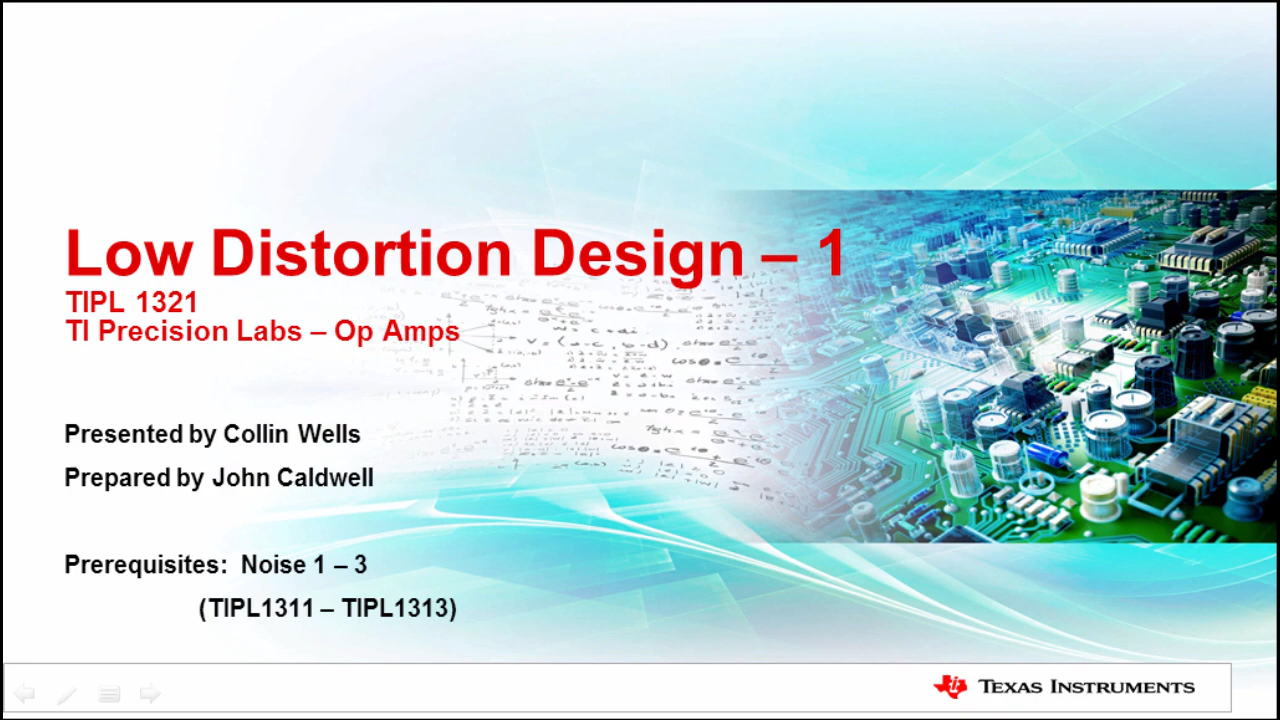 Low Distortion Design – 1
TIPL 1321
TI Precision Labs – Op Amps
Presented by Collin Wells
Prepared by John Caldwell
Prerequisites: Noise 1 – 3
(TIPL1311 – TIPL1313)
TEXAS INSTRUMENTS